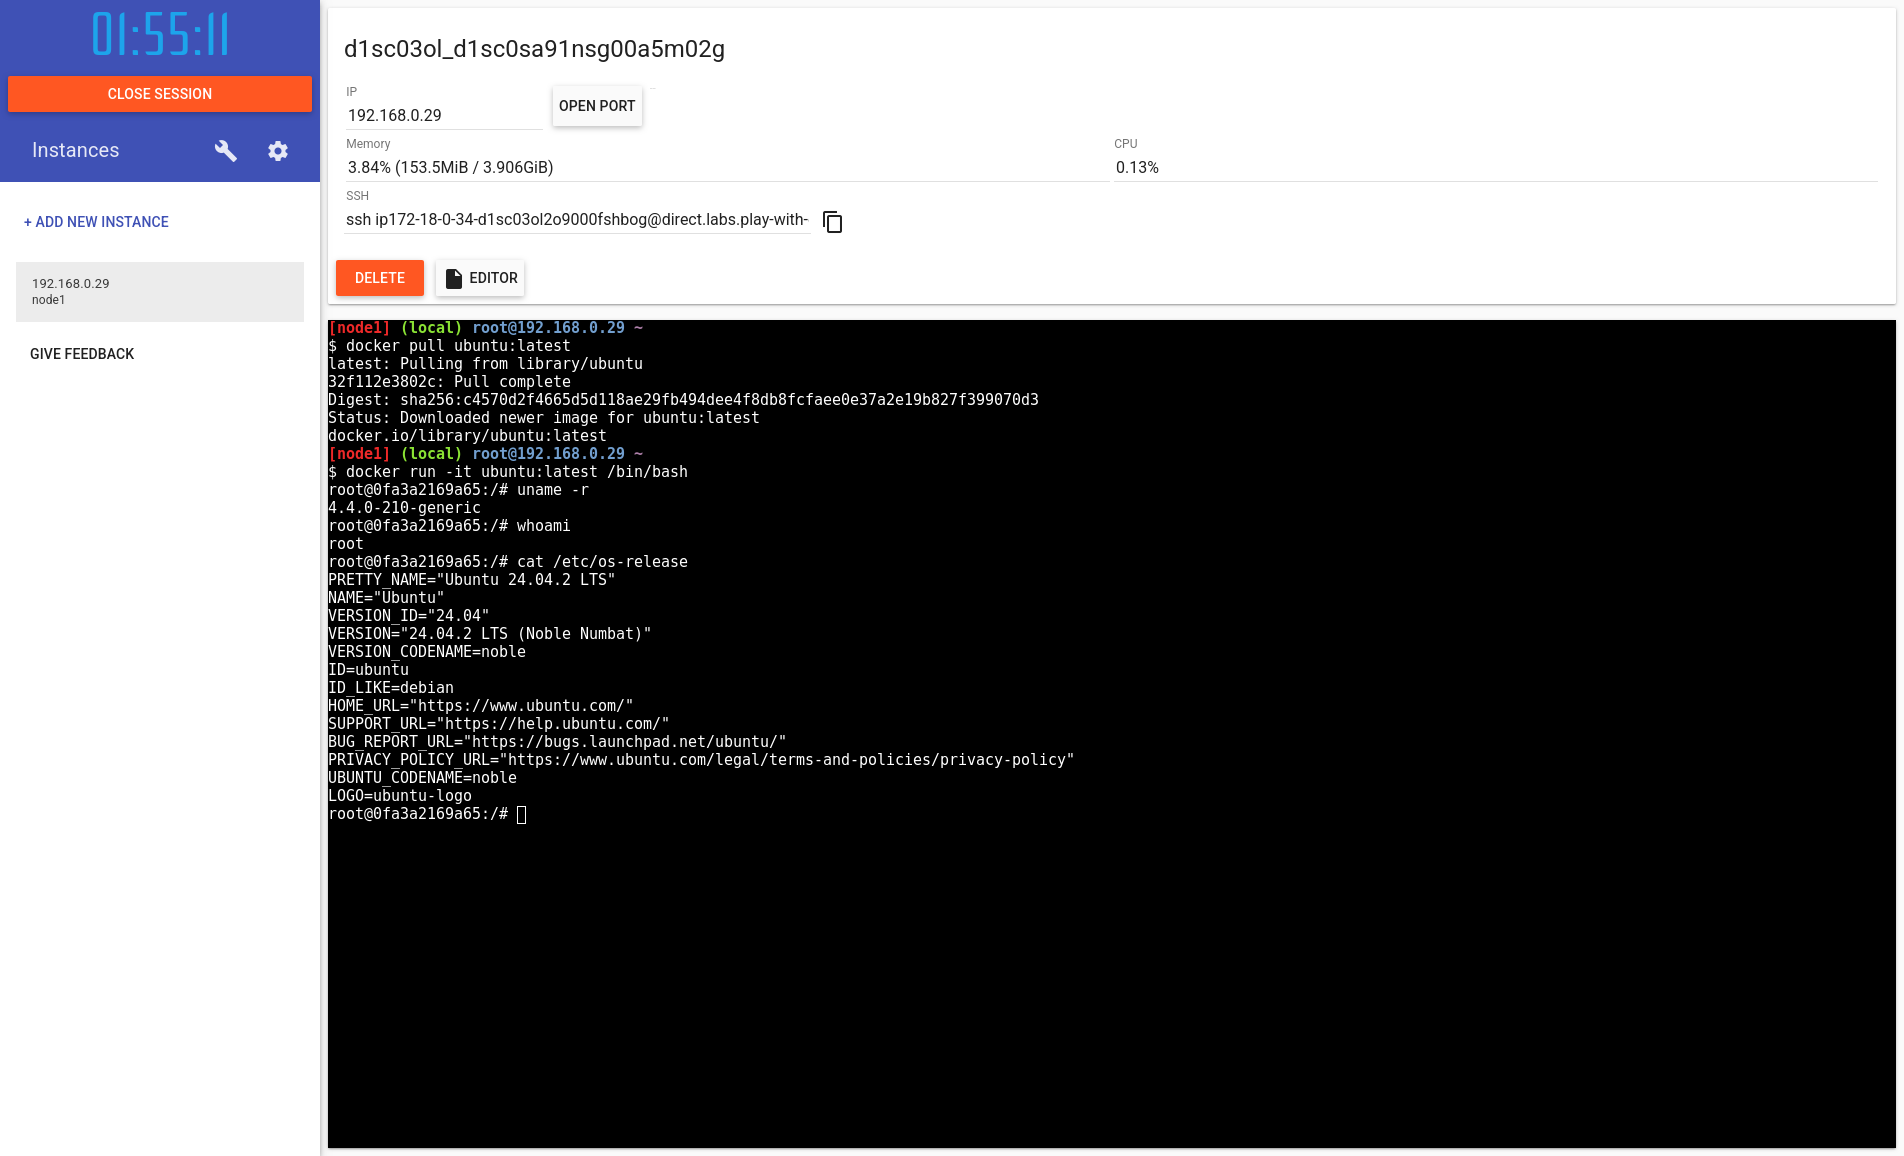 01:55:11
CLOSE SESSION
Instances
+ ADD NEW INSTANCE
192.168.0.29
node1
GIVE FEEDBACK
d1sc03ol_d1sc0sa91nsg00a5m02g
IP
192.168.0.29
OPEN PORT
Memory
3.84% (153.5MiB / 3.906GiB)
CPU
0.13%
SSH
ssh ip172-18-0-34-d1sc03ol2o9000fshbog@direct.labs.play-with-
DELETE
EDITOR
[node1] (local) root@192.168.0.29 ~
$ docker pull ubuntu:latest
latest: Pulling from library/ubuntu
32f112e3802c: Pull complete
Digest: sha256:c4570d2f4665d5d118ae29fb494dee4f8db8fcfaee0e37a2e19b827f399070d3
Status: Downloaded newer image for ubuntu:latest
docker.io/library/ubuntu:latest
[node1] (local) root@192.168.0.29 ~
$ docker run -it ubuntu:latest /bin/bash
root@0fa3a2169a65:/# uname -r
4.4.0-210-generic
root@0fa3a2169a65:/# whoami
root
root@0fa3a2169a65:/# cat /etc/os-release
PRETTY_NAME="Ubuntu 24.04.2 LTS"
NAME="Ubuntu"
VERSION_ID="24.04"
VERSION="24.04.2 LTS (Noble Numbat)"
VERSION_CODENAME=noble
ID=ubuntu
ID_LIKE=debian
HOME_URL="https://www.ubuntu.com/"
SUPPORT_URL="https://help.ubuntu.com/"
BUG_REPORT_URL="https://bugs.launchpad.net/ubuntu/"
PRIVACY_POLICY_URL="https://www.ubuntu.com/legal/terms-and-policies/privacy-policy"
UBUNTU_CODENAME=noble
LOGO=ubuntu-logo
root@0fa3a2169a65:/#